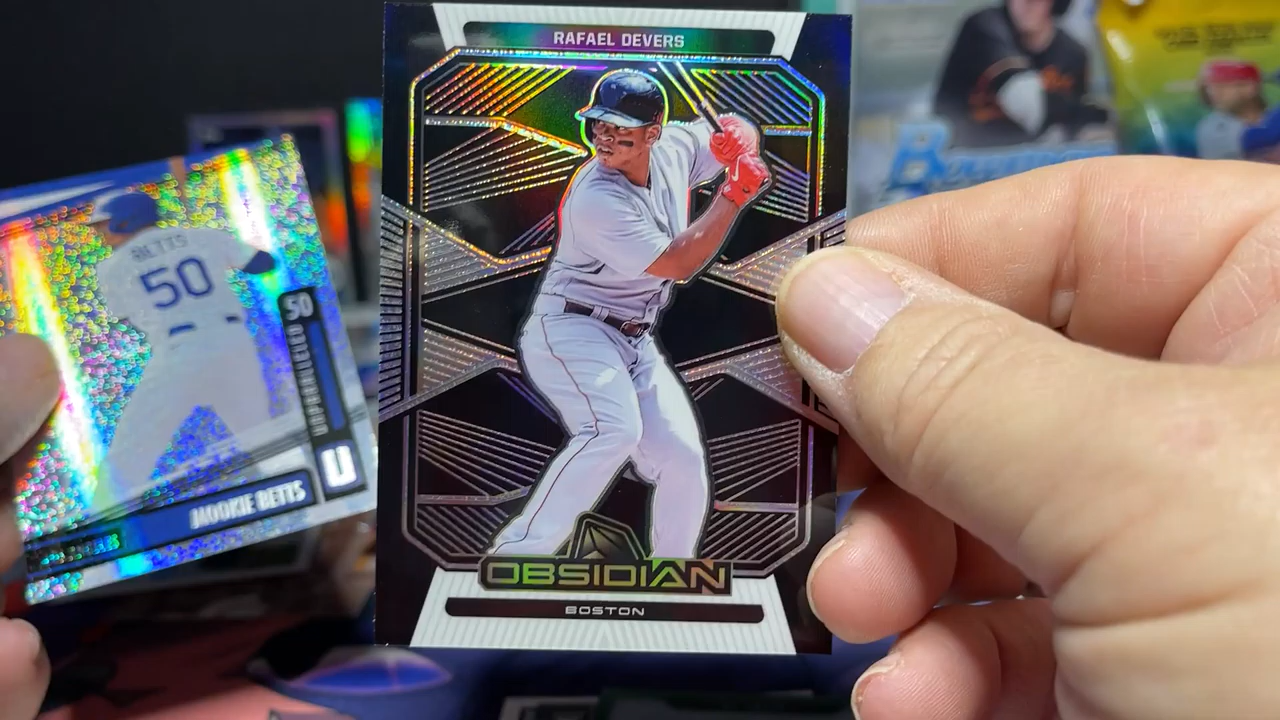 RAFAEL DEVERS
OBSIDIAN
BOSTON
BETTS
50
50
U
MOOKIE BETTS